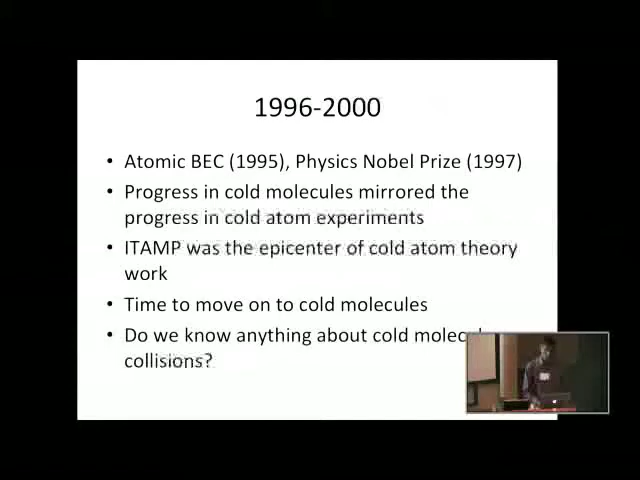 1996-2000
• Atomic BEC (1995), Physics Nobel Prize (1997)
• Progress in cold molecules mirrored the
progress in cold atom experiments
• ITAMP was the epicenter of cold atom theory
work
• Time to move on to cold molecules
• Do we know anything about cold
collisions?